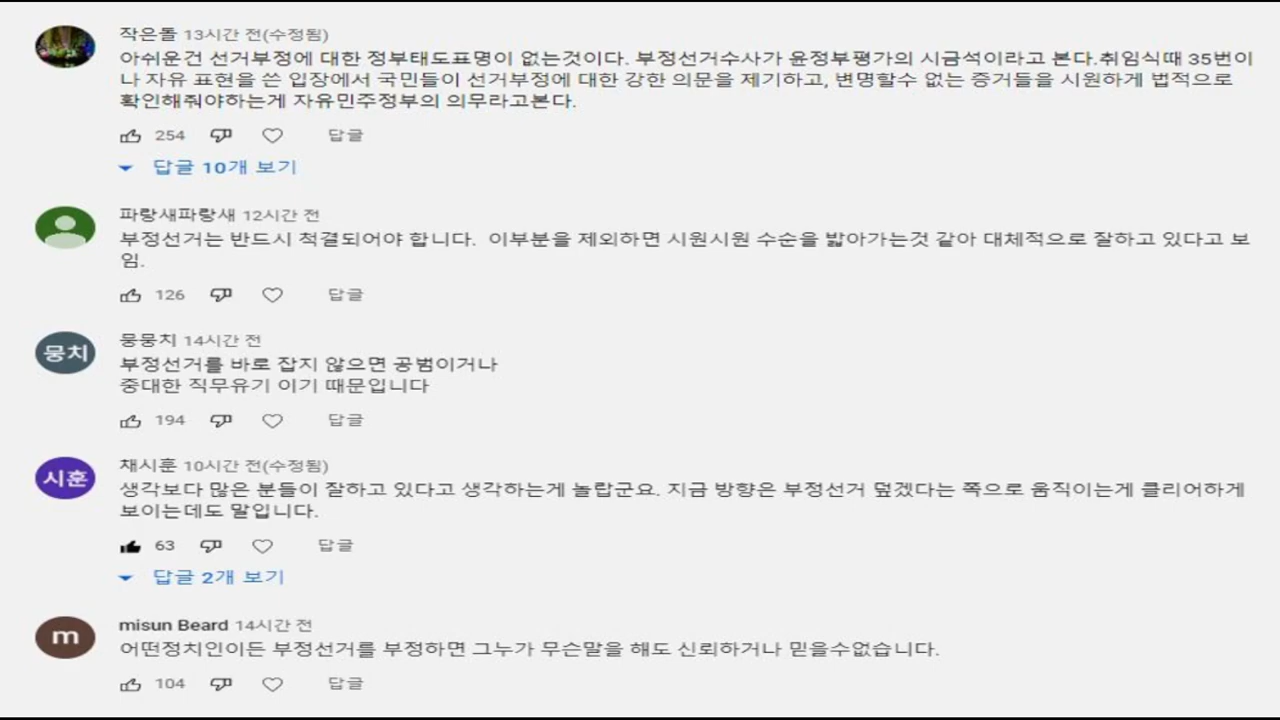 작은돌 13시간 전(수정됨)
아쉬운건 선거부정에 대한 정부태도표명이 없는것이다. 부정선거수사가 윤정부평가의 시금석이라고 본다.취임식때 35번이
나 자유 표현을 쓴 입장에서 국민들이 선거부정에 대한 강한 의문을 제기하고, 변명할수 없는 증거들을 시원하게 법적으로
확인해줘야하는게 자유민주정부의 의무라고본다.
254 답글
답글 10개 보기
파랑새파랑새 12시간 전
부정선거는 반드시 척결되어야 합니다.  이부분을 제외하면 시원시원 수순을 밟아가는것 같아 대체적으로 잘하고 있다고 보
임.
126 답글
뭉치
뭉뭉치 14시간 전
부정선거를 바로 잡지 않으면 공범이거나
중대한 직무유기 이기 때문입니다
194 답글
시훈
채시훈 10시간 전(수정됨)
생각보다 많은 분들이 잘하고 있다고 생각하는게 놀랍군요. 지금 방향은 부정선거 덮겠다는 쪽으로 움직이는게 클리어하게
보이는데도 말입니다.
63 답글
답글 2개 보기
m
misun Beard 14시간 전
어떤정치인이든 부정선거를 부정하면 그누가 무슨말을 해도 신뢰하거나 믿을수없습니다.
104 답글